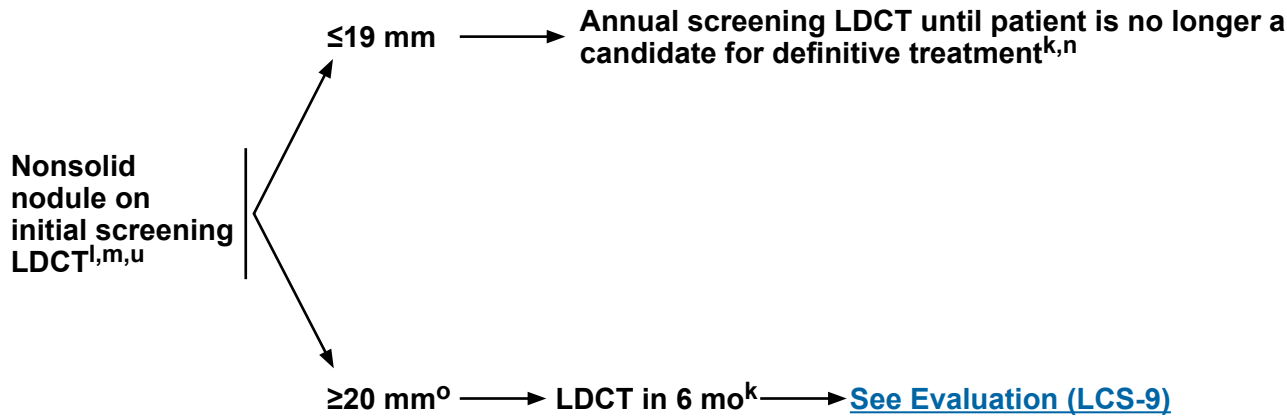 ≤19 mm
Annual screening LDCT until patient is no longer a
candidate for definitive treatmentk,n
Nonsolid
nodule on
initial screening
LDCTl,m,u
≥20 mmo
LDCT in 6 mok
See Evaluation (LCS-9)